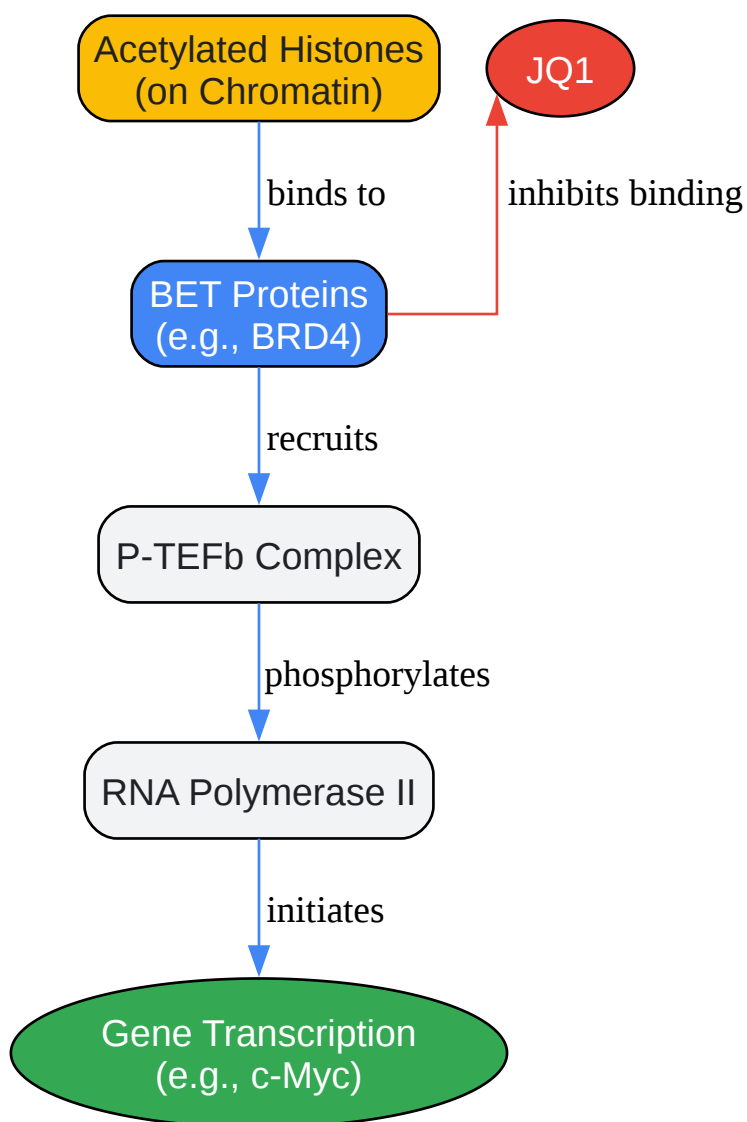 Acetylated Histones
(on Chromatin)
JQ1
binds to
inhibits binding
BET Proteins
(e.g., BRD4)
recruits
P-TEFb Complex
phosphorylates
RNA Polymerase II
initiates
Gene Transcription
(e.g., c-Myc)